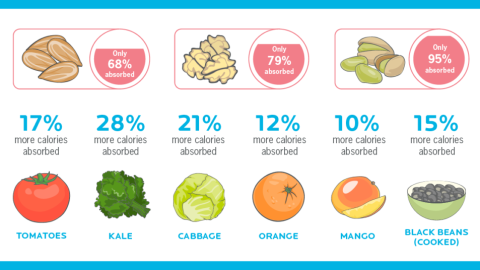 Only
68%
absorbed
Only
79%
absorbed
Only
95%
absorbed
17%
more calories
absorbed
28%
more calories
absorbed
21%
more calories
absorbed
12%
more calories
absorbed
10%
more calories
absorbed
15%
more calories
absorbed
TOMATOES
KALE
CABBAGE
ORANGE
MANGO
BLACK BEANS
(COOKED)